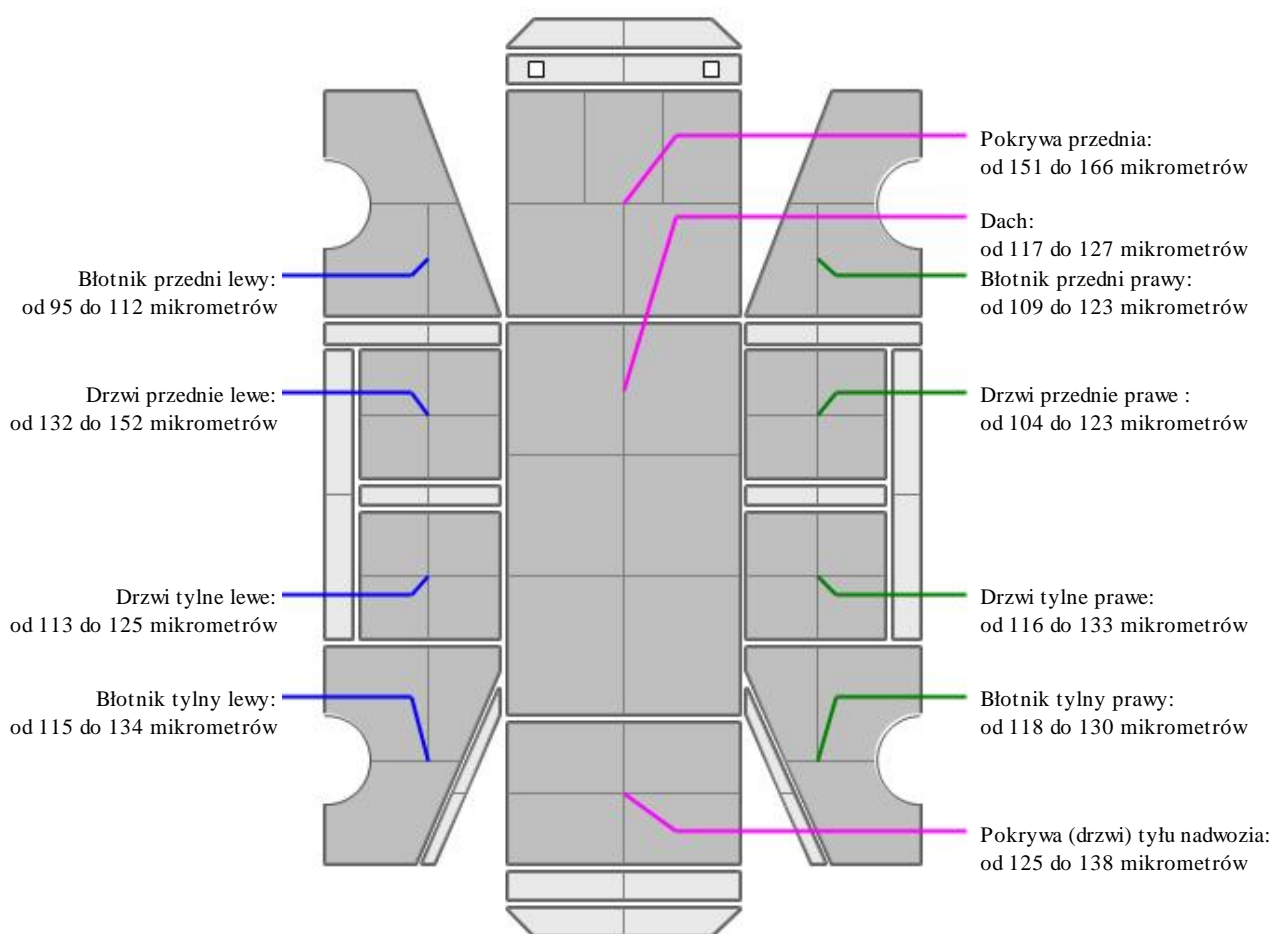 Pokrywa przednia:
od 151 do 166 mikrometrów
Dach:
od 117 do 127 mikrometrów
Błotnik przedni lewy:
od 95 do 112 mikrometrów
Błotnik przedni prawy:
od 109 do 123 mikrometrów
Drzwi przednie lewe:
od 132 do 152 mikrometrów
Drzwi przednie prawe :
od 104 do 123 mikrometrów
Drzwi tylne lewe:
od 113 do 125 mikrometrów
Drzwi tylne prawe:
od 116 do 133 mikrometrów
Błotnik tylny lewy:
od 115 do 134 mikrometrów
Błotnik tylny prawy:
od 118 do 130 mikrometrów
Pokrywa (drzwi) tyłu nadwozia:
od 125 do 138 mikrometrów